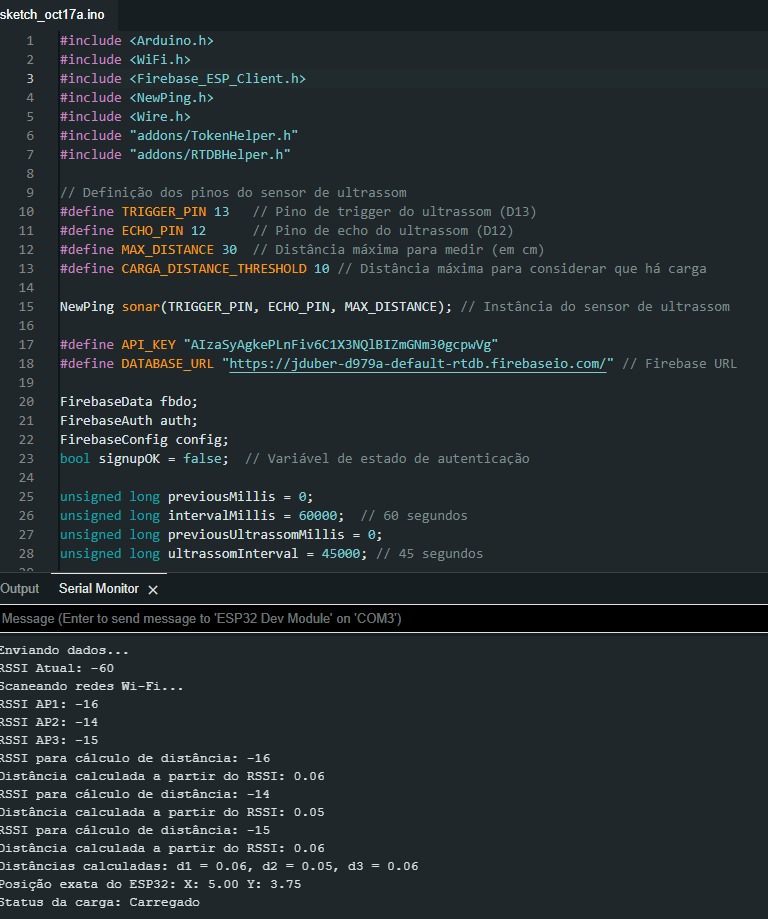 sketch_oct17a.ino
1 #include <Arduino.h>
2 #include <WiFi.h>
3 #include <Firebase_ESP_Client.h>
4 #include <NewPing.h>
5 #include <Wire.h>
6 #include "addons/TokenHelper.h"
7 #include "addons/RTDBHelper.h"
8
9 // Definição dos pinos do sensor de ultrassom
10 #define TRIGGER_PIN 13   // Pino de trigger do ultrassom (D13)
11 #define ECHO_PIN 12      // Pino de echo do ultrassom (D12)
12 #define MAX_DISTANCE 30  // Distância máxima para medir (em cm)
13 #define CARGA_DISTANCE_THRESHOLD 10 // Distância máxima para considerar que há carga
14
15 NewPing sonar(TRIGGER_PIN, ECHO_PIN, MAX_DISTANCE); // Instância do sensor de ultrassom
16
17 #define API_KEY "AIzaSyAgkePLnFiv6C1X3NQlBIZmGNm30gcpwVg"
18 #define DATABASE_URL "https://jduber-d979a-default-rtdb.firebaseio.com/" // Firebase URL
19
20 FirebaseData fbdo;
21 FirebaseAuth auth;
22 FirebaseConfig config;
23 bool signupOK = false;  // Variável de estado de autenticação
24
25 unsigned long previousMillis = 0;
26 unsigned long intervalMillis = 60000;  // 60 segundos
27 unsigned long previousUltrassomMillis = 0;
28 unsigned long ultrassomInterval = 45000; // 45 segundos
Output Serial Monitor
Message (Enter to send message to 'ESP32 Dev Module' on 'COM3')
Enviando dados...
RSSI Atual: -60
Scaneando redes Wi-Fi...
RSSI AP1: -16
RSSI AP2: -14
RSSI AP3: -15
RSSI para cálculo de distância: -16
Distância calculada a partir do RSSI: 0.06
RSSI para cálculo de distância: -14
Distância calculada a partir do RSSI: 0.05
RSSI para cálculo de distância: -15
Distância calculada a partir do RSSI: 0.06
Distâncias calculadas: d1 = 0.06, d2 = 0.05, d3 = 0.06
Posição exata do ESP32: X: 5.00 Y: 3.75
Status da carga: Carregado